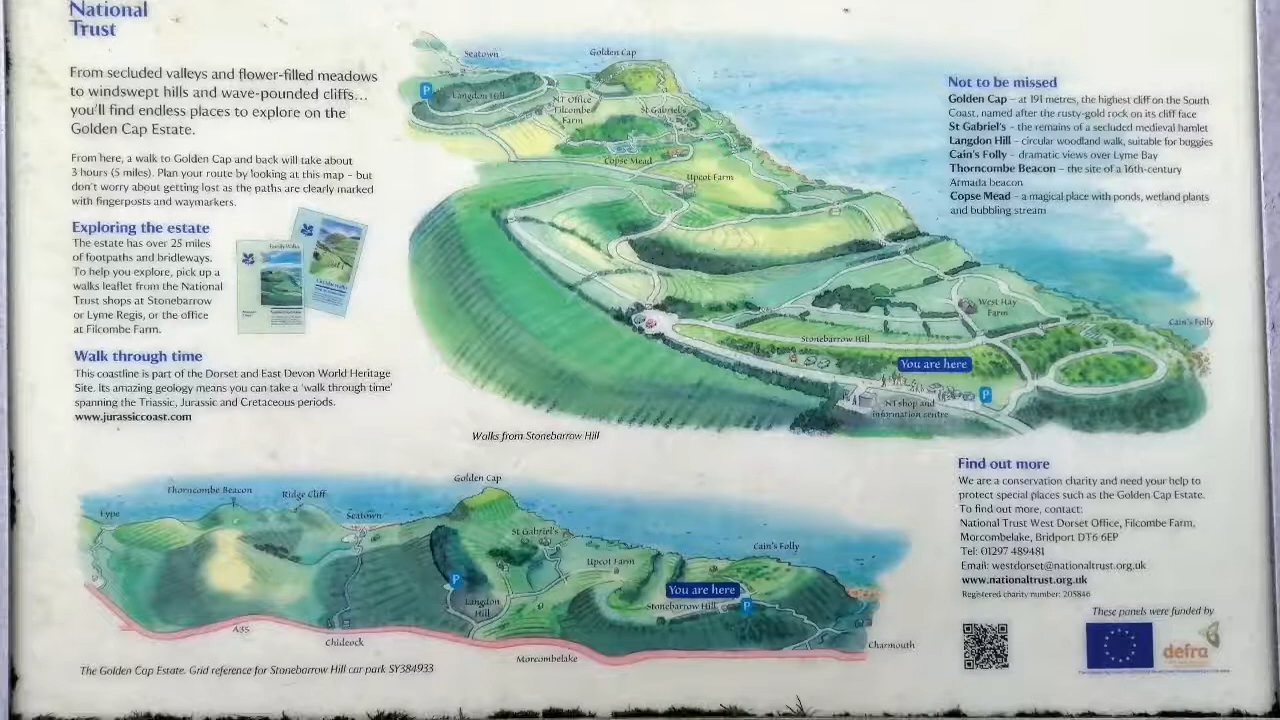 National
Trust
From secluded valleys and flower-filled meadows
to windswept hills and wave-pounded cliffs...
you'll find endless places to explore on the
Golden Cap Estate.
From here, a walk to Golden Cap and back will take about
3 hours (5 miles). Plan your route by looking at this map – but
don't worry about getting lost as the paths are clearly marked
with fingerposts and waymarkers.
Exploring the estate
The estate has over 25 miles
of footpaths and bridleways.
To help you explore, pick up a
walks leaflet from the National
Trust shops at Stonebarrow
or Lyme Regis, or the office
at Filcombe Farm.
Walk through time
This coastline is part of the Dorset and East Devon World Heritage
Site. Its amazing geology means you can take a 'walk through time'
spanning the Triassic, Jurassic and Cretaceous periods.
www.jurassiccoast.com
Seatown
Golden Cap
P
Langdon Hill
NT Office
Filcombe
Farm
St Gabriel's
Copse Mead
Upcot Farm
West Hay
Farm
Cain's Folly
Stonebarrow Hill
You are here
P
NT shop and
information centre
Walks from Stonebarrow Hill
Not to be missed
Golden Cap – at 191 metres, the highest cliff on the South
Coast, named after the rusty-gold rock on its cliff face
St Gabriel's – the remains of a secluded medieval hamlet
Langdon Hill – circular woodland walk, suitable for buggies
Cain's Folly – dramatic views over Lyme Bay
Thorncombe Beacon – the site of a 16th-century
Armada beacon
Copse Mead – a magical place with ponds, wetland plants
and bubbling stream
Golden Cap
Thorncombe Beacon
Ridge Cliff
Eype
Seatown
St Gabriel's
Cain's Folly
Upcot Farm
P
You are here
Langdon
Hill
Stonebarrow Hill
P
A35
Chideock
Morcombelake
Charmouth
The Golden Cap Estate. Grid reference for Stonebarrow Hill car park SY384933
Find out more
We are a conservation charity and need your help to
protect special places such as the Golden Cap Estate.
To find out more, contact:
National Trust West Dorset Office, Filcombe Farm,
Morcombelake, Bridport DT6 6EP
Tel: 01297 489481
Email: westdorset@nationaltrust.org.uk
www.nationaltrust.org.uk
Registered charity number: 205846
These panels were funded by
defra